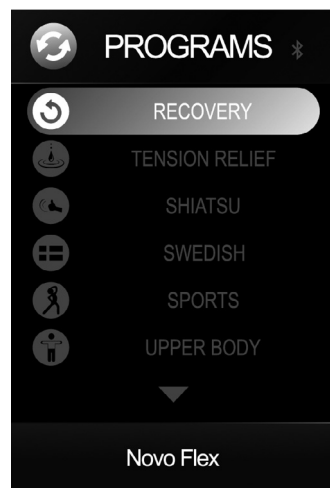 PROGRAMS
RECOVERY
TENSION RELIEF
SHIATSU
SWEDISH
SPORTS
UPPER BODY
Novo Flex